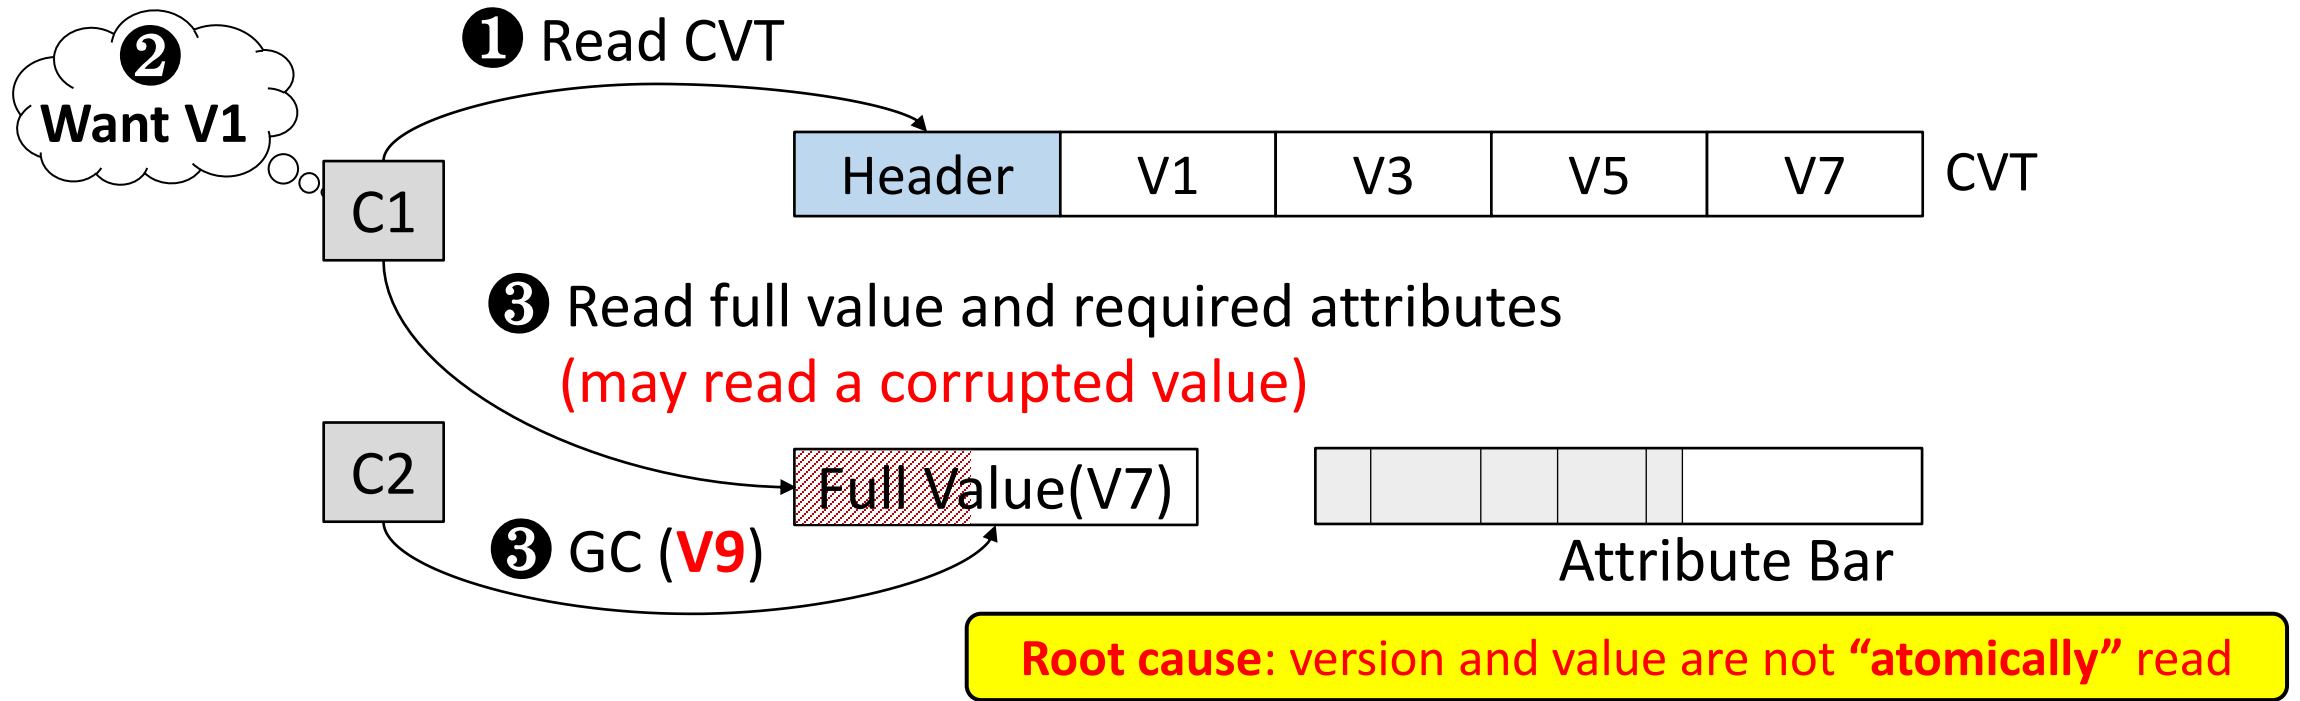 ❶ Read CVT
❷
Want V1
C1
Header V1 V3 V5 V7 CVT
❸ Read full value and required attributes
(may read a corrupted value)
C2
Full Value(V7)
❸ GC (V9)
Attribute Bar
Root cause: version and value are not “atomically” read